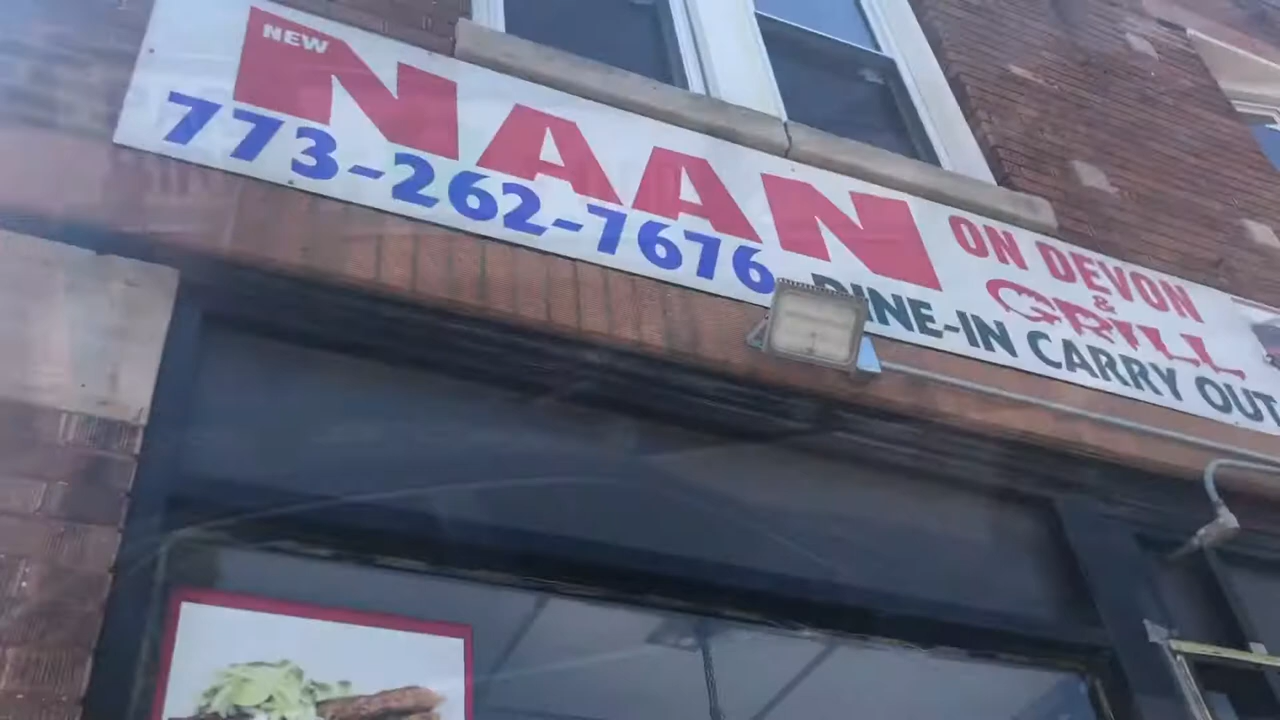 NEW
NAAN
773-262-7676
ON DEVON
&
GRILL
DINE-IN CARRY OUT